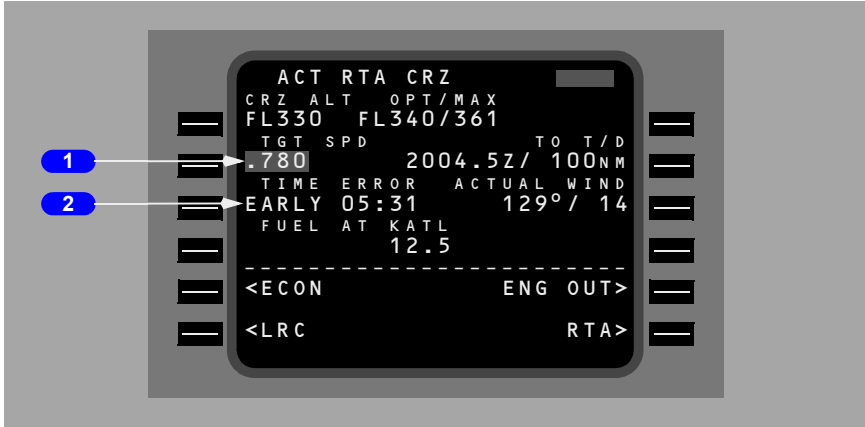 ACT RTA CRZ
CRZ ALT OPT/MAX
FL330 FL340/361
TGT SPD TO T/D
1 .780 2004.5Z/ 100NM
TIME ERROR ACTUAL WIND
2 EARLY 05:31 129°/ 14
FUEL AT KATL
12.5
--------------------------
<ECON ENG OUT>
<LRC RTA>